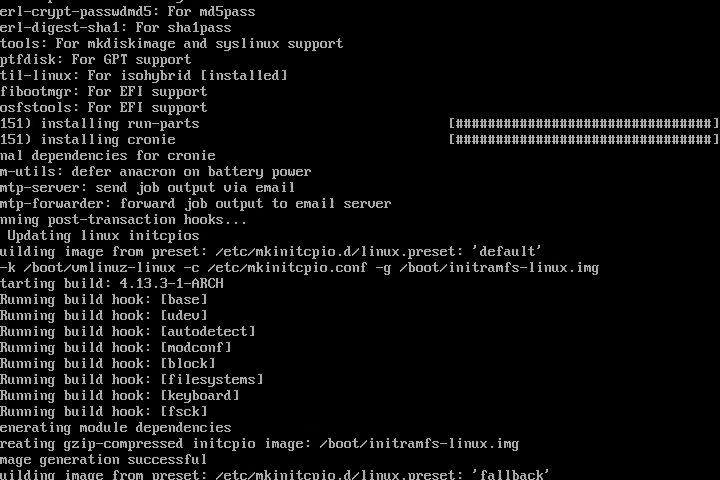 erl-crypt-passwdmd5: For md5pass
erl-digest-sha1: For sha1pass
tools: For mkdiskimage and syslinux support
ptfdisk: For GPT support
til-linux: For isohybrid [installed]
fibootmgr: For EFI support
osfstools: For EFI support
151) installing run-parts [################################]
151) installing cronie [################################]
nal dependencies for cronie
m-utils: defer anacron on battery power
mtp-server: send job output via email
mtp-forwarder: forward job output to email server
nning post-transaction hooks...
Updating linux initcpios
uilding image from preset: /etc/mkinitcpio.d/linux.preset: 'default'
-k /boot/vmlinuz-linux -c /etc/mkinitcpio.conf -g /boot/initramfs-linux.img
tarting build: 4.13.3-1-ARCH
Running build hook: [base]
Running build hook: [udev]
Running build hook: [autodetect]
Running build hook: [modconf]
Running build hook: [block]
Running build hook: [filesystems]
Running build hook: [keyboard]
Running build hook: [fsck]
enerating module dependencies
reating gzip-compressed initcpio image: /boot/initramfs-linux.img
mage generation successful
uilding image from preset: /etc/mkinitcpio.d/linux.preset: 'fallback'